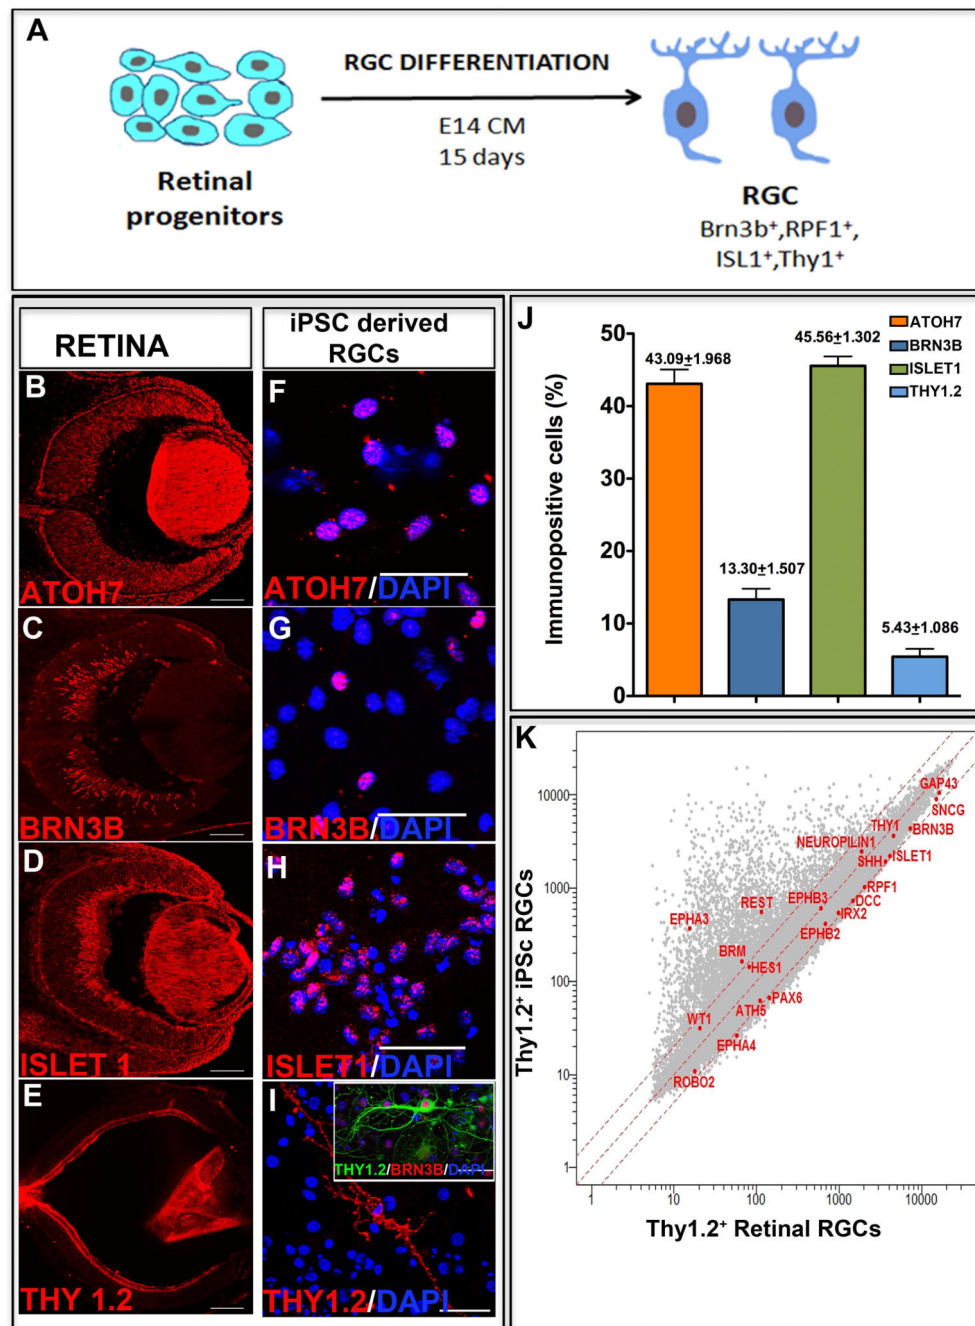 A
RGC DIFFERENTIATION
E14 CM
15 days
Retinal
progenitors
RGC
Brn3b⁺,RPF1⁺,
ISL1⁺,Thy1⁺
RETINA
iPSC derived
RGCs
B
ATOH7
C
BRN3B
D
ISLET 1
E
THY 1.2
F
ATOH7/DAPI
G
BRN3B/DAPI
H
ISLET1/DAPI
I
THY1.2/BRN3B/DAPI
THY1.2/DAPI
J
ATOH7
BRN3B
ISLET1
THY1.2
Immunopositive cells (%)
50
40
30
20
10
0
43.09±1.968
13.30±1.507
45.56±1.302
5.43±1.086
K
Thy1.2⁺ iPSc RGCs
10000
1000
100
10
1
GAP43
SNCG
THY1
BRN3B
NEUROPILIN1
SHH
ISLET1
RPF1
DCC
EPHB3
IRX2
EPHB2
REST
EPHA3
BRM
HES1
PAX6
ATH5
WT1
EPHA4
ROBO2
1
10
100
1000
10000
Thy1.2⁺ Retinal RGCs